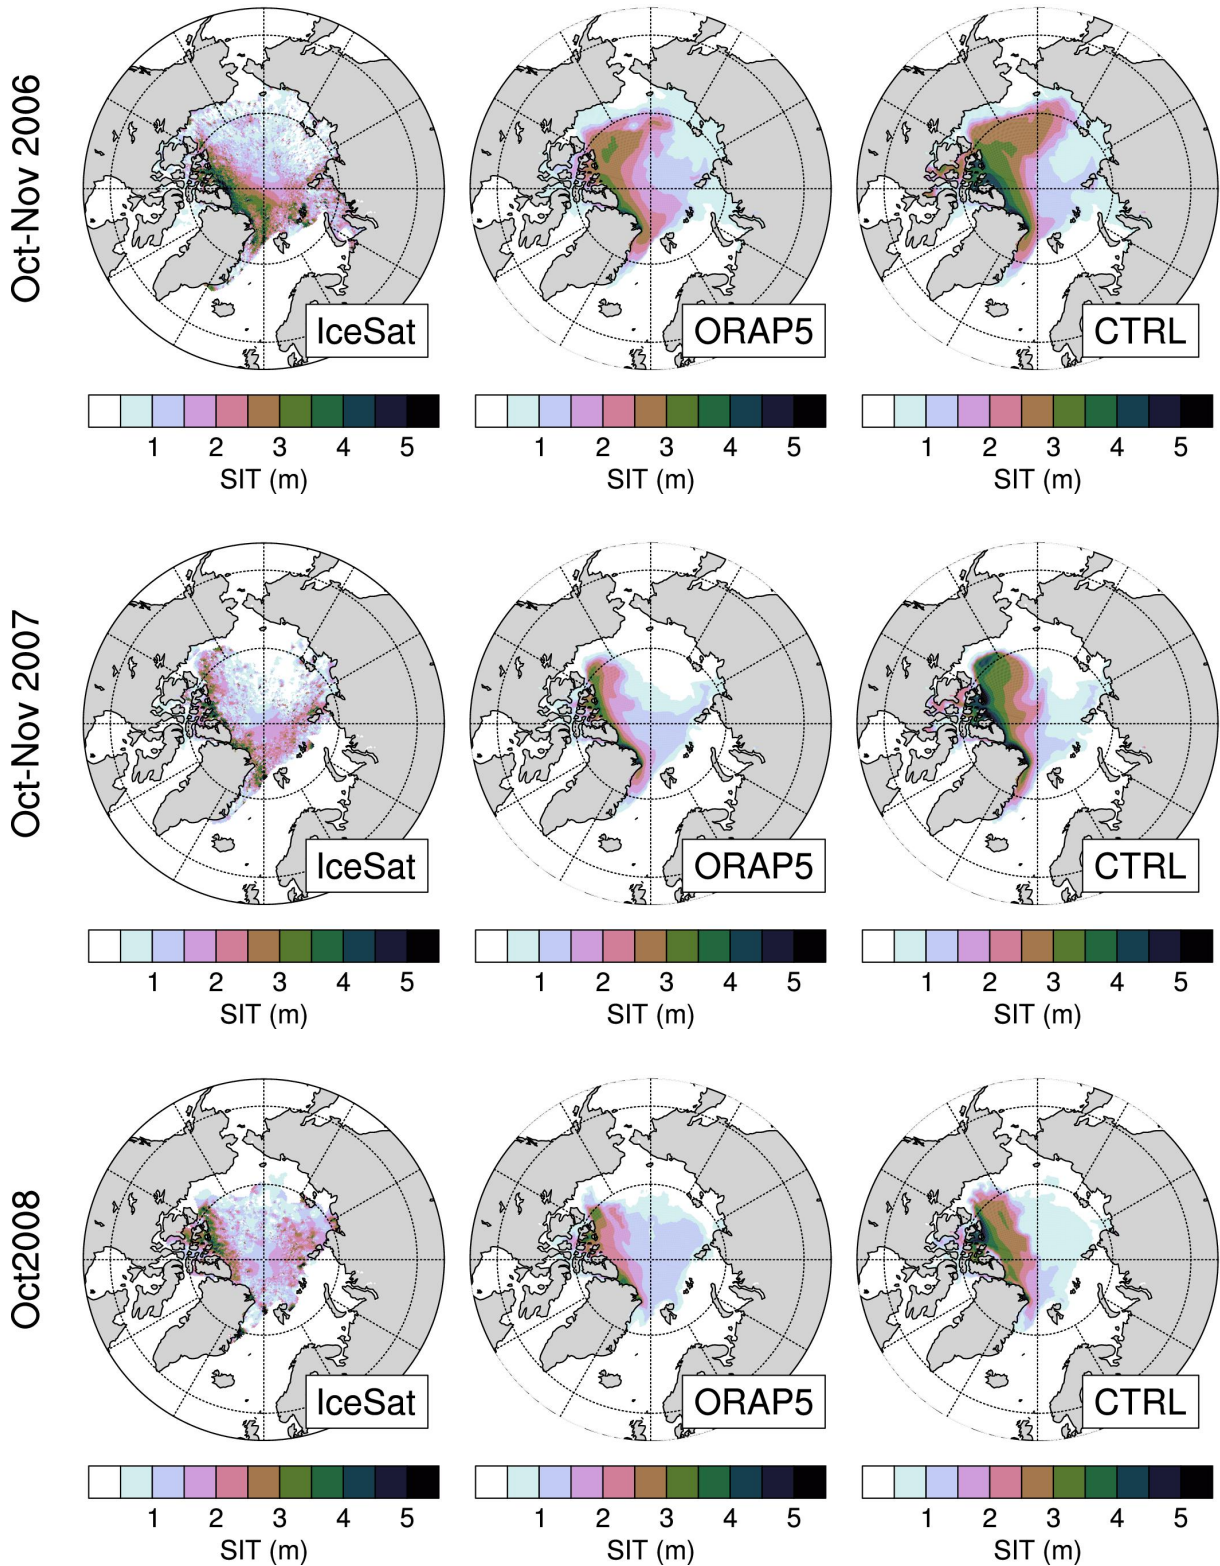 Oct-Nov 2006
IceSat
ORAP5
CTRL
1 2 3 4 5
1 2 3 4 5
1 2 3 4 5
SIT (m)
SIT (m)
SIT (m)
Oct-Nov 2007
IceSat
ORAP5
CTRL
1 2 3 4 5
1 2 3 4 5
1 2 3 4 5
SIT (m)
SIT (m)
SIT (m)
Oct2008
IceSat
ORAP5
CTRL
1 2 3 4 5
1 2 3 4 5
1 2 3 4 5
SIT (m)
SIT (m)
SIT (m)